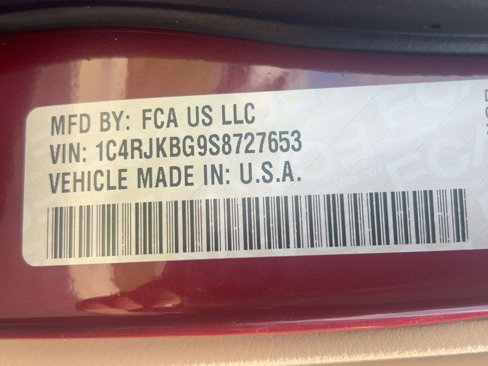 MFD BY: FCA US LLC
VIN: 1C4RJKBG9S8727653
VEHICLE MADE IN: U.S.A.